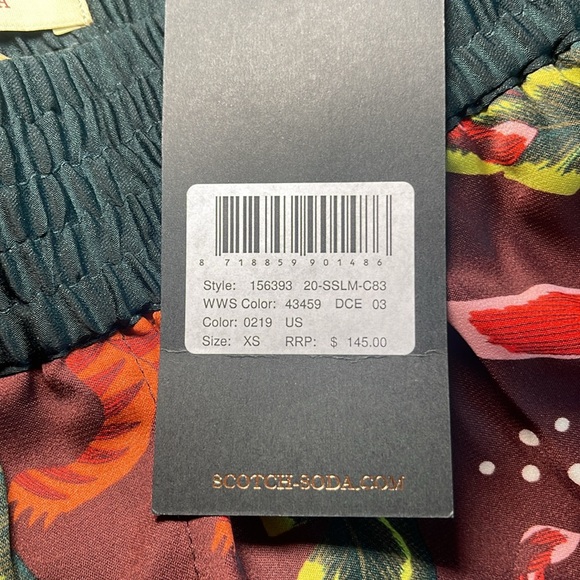 8 718859 901486
Style: 156393 20-SSLM-C83
WWS Color: 43459 DCE 03
Color: 0219 US
Size: XS RRP: $ 145.00
SCOTCH-SODA.COM